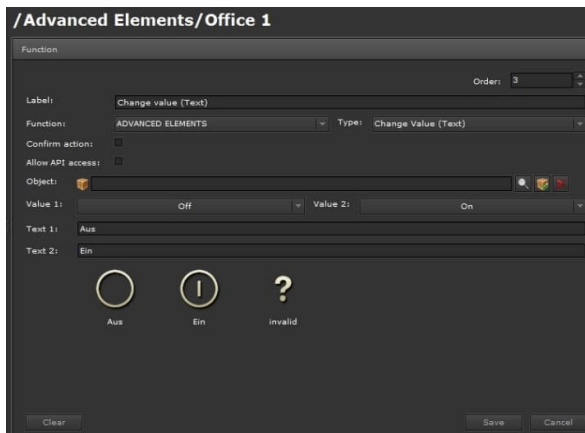 /Advanced Elements/Office 1
Function
Order: 3
Label: Change value (Text)
Function: ADVANCED ELEMENTS Type: Change Value (Text)
Confirm action:
Allow API access:
Object:
Value 1: Off Value 2: On
Text 1: Aus
Text 2: Ein
?
Aus Ein invalid
Clear Save Cancel